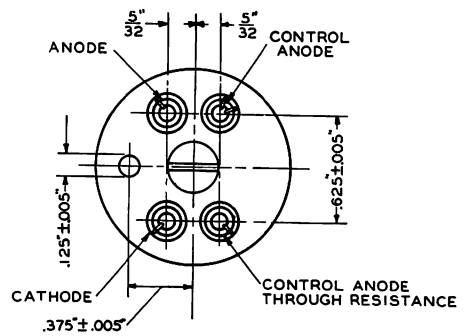 5" 5"
32 32
ANODE
CONTROL
ANODE
.625"±.005"
.125"±.005"
CATHODE
CONTROL ANODE
THROUGH RESISTANCE
.375"±.005"